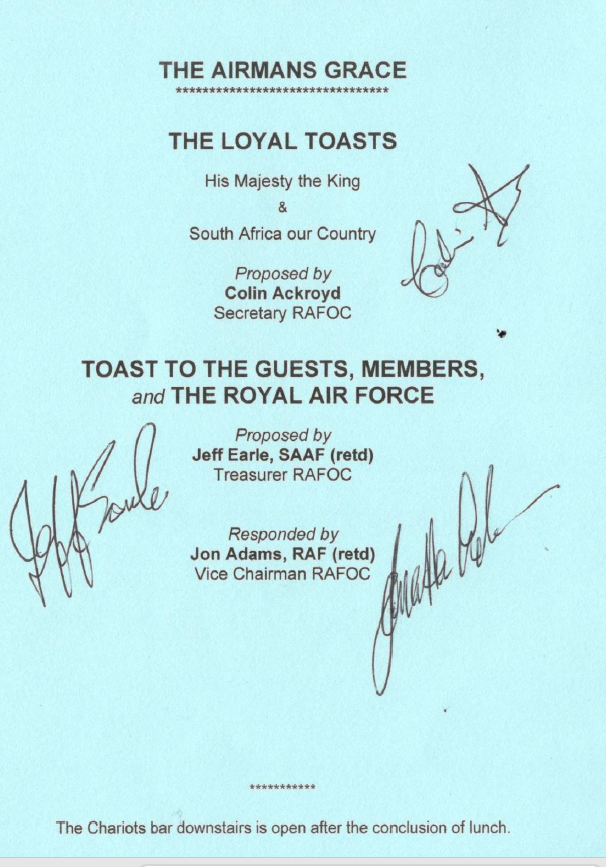 THE AIRMANS GRACE
********************************
THE LOYAL TOASTS
His Majesty the King
&
South Africa our Country
Proposed by
Colin Ackroyd
Secretary RAFOC
TOAST TO THE GUESTS, MEMBERS,
and THE ROYAL AIR FORCE
Proposed by
Jeff Earle, SAAF (retd)
Treasurer RAFOC
Jeff Earle
Responded by
Jon Adams, RAF (retd)
Vice Chairman RAFOC
***********
The Chariots bar downstairs is open after the conclusion of lunch.